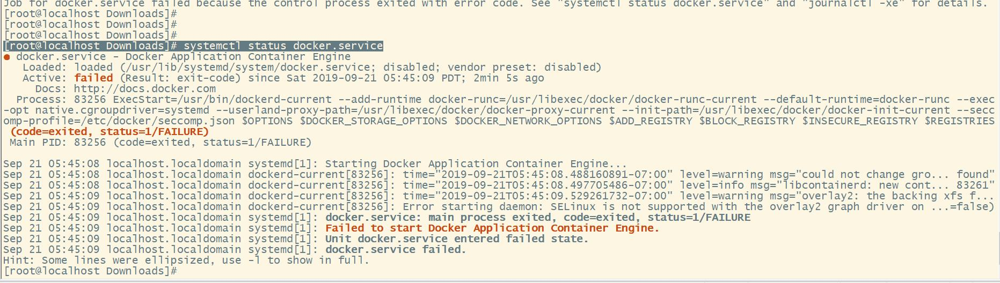 Job for docker.service failed because the control process exited with error code. See "systemctl status docker.service" and "journalctl -xe" for details.
[root@localhost Downloads]#
[root@localhost Downloads]#
[root@localhost Downloads]#
[root@localhost Downloads]# systemctl status docker.service
● docker.service - Docker Application Container Engine
   Loaded: loaded (/usr/lib/systemd/system/docker.service; disabled; vendor preset: disabled)
   Active: failed (Result: exit-code) since Sat 2019-09-21 05:45:09 PDT; 2min 5s ago
     Docs: http://docs.docker.com
  Process: 83256 ExecStart=/usr/bin/dockerd-current --add-runtime docker-runc=/usr/libexec/docker/docker-runc-current --default-runtime=docker-runc --exec
-opt native.cgroupdriver=systemd --userland-proxy-path=/usr/libexec/docker/docker-proxy-current --init-path=/usr/libexec/docker/docker-init-current --secc
omp-profile=/etc/docker/seccomp.json $OPTIONS $DOCKER_STORAGE_OPTIONS $DOCKER_NETWORK_OPTIONS $ADD_REGISTRY $BLOCK_REGISTRY $INSECURE_REGISTRY $REGISTRIES
 (code=exited, status=1/FAILURE)
 Main PID: 83256 (code=exited, status=1/FAILURE)

Sep 21 05:45:08 localhost.localdomain systemd[1]: Starting Docker Application Container Engine...
Sep 21 05:45:08 localhost.localdomain dockerd-current[83256]: time="2019-09-21T05:45:08.488160891-07:00" level=warning msg="could not change gro... found"
Sep 21 05:45:08 localhost.localdomain dockerd-current[83256]: time="2019-09-21T05:45:08.497705486-07:00" level=info msg="libcontainerd: new cont... 83261"
Sep 21 05:45:09 localhost.localdomain dockerd-current[83256]: time="2019-09-21T05:45:09.529261732-07:00" level=warning msg="overlay2: the backing xfs f...
Sep 21 05:45:09 localhost.localdomain dockerd-current[83256]: Error starting daemon: SELinux is not supported with the overlay2 graph driver on ...=false)
Sep 21 05:45:09 localhost.localdomain systemd[1]: docker.service: main process exited, code=exited, status=1/FAILURE
Sep 21 05:45:09 localhost.localdomain systemd[1]: Failed to start Docker Application Container Engine.
Sep 21 05:45:09 localhost.localdomain systemd[1]: Unit docker.service entered failed state.
Sep 21 05:45:09 localhost.localdomain systemd[1]: docker.service failed.
Hint: Some lines were ellipsized, use -l to show in full.
[root@localhost Downloads]#